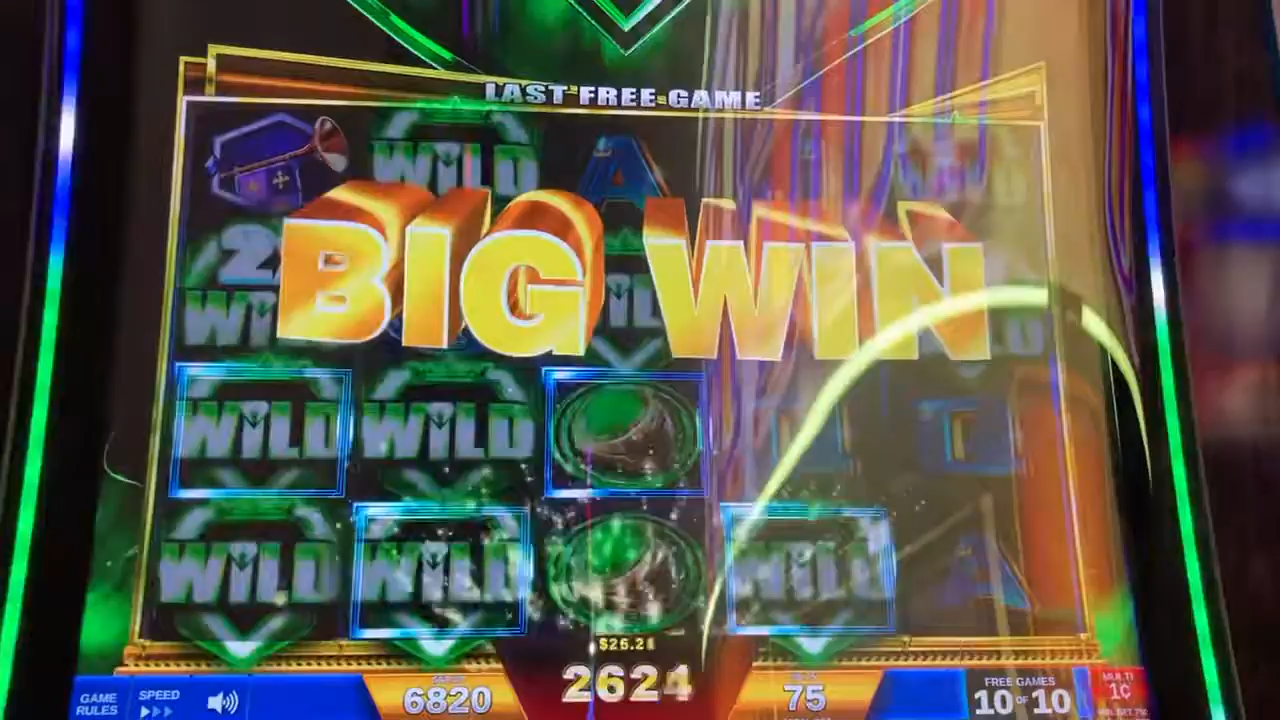 LAST FREE GAME
WILD
A
BIG WIN
2
WILD WILD
WILD WILD WILD
$26.24
6820
2624
75
GAME RULES
SPEED
FREE GAMES
10 OF 10
MULTI
1¢